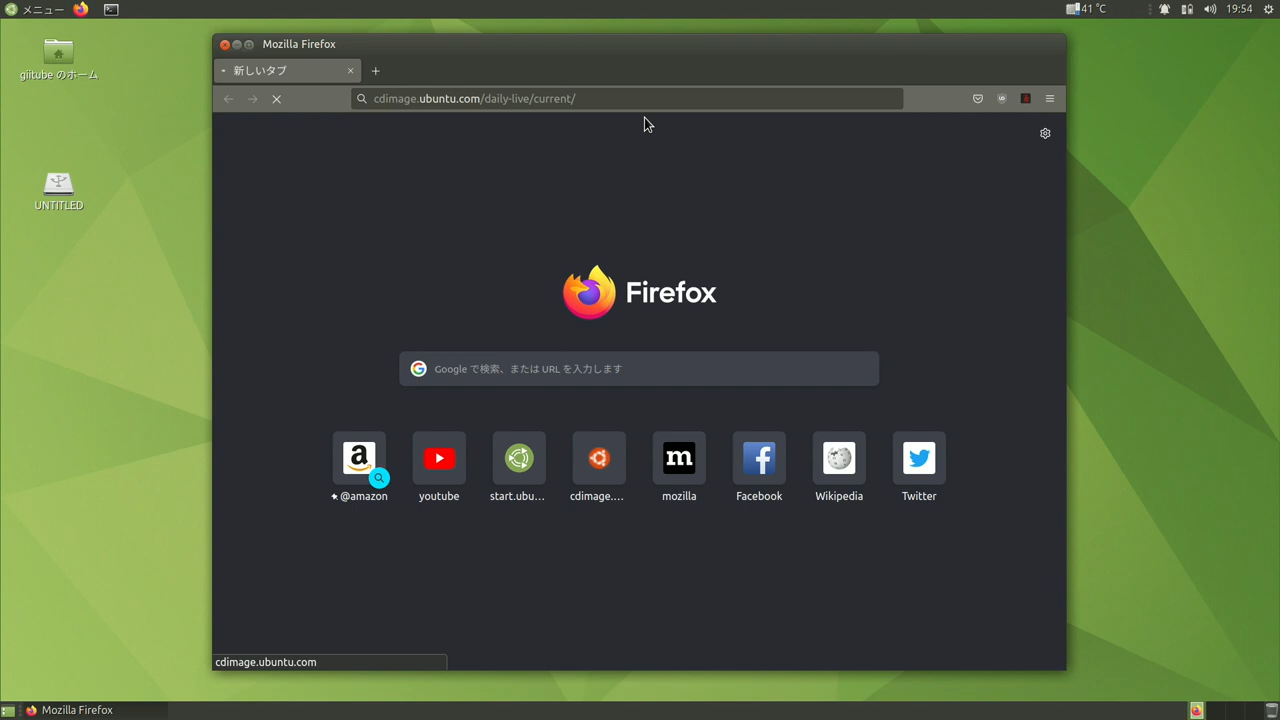 メニュー
41 °C
19:54
giitube のホーム
UNTITLED
Mozilla Firefox
新しいタブ
cdimage.ubuntu.com/daily-live/current/
Firefox
Google で検索、または URL を入力します
@amazon
youtube
start.ubu...
cdimage....
mozilla
Facebook
Wikipedia
Twitter
cdimage.ubuntu.com
Mozilla Firefox